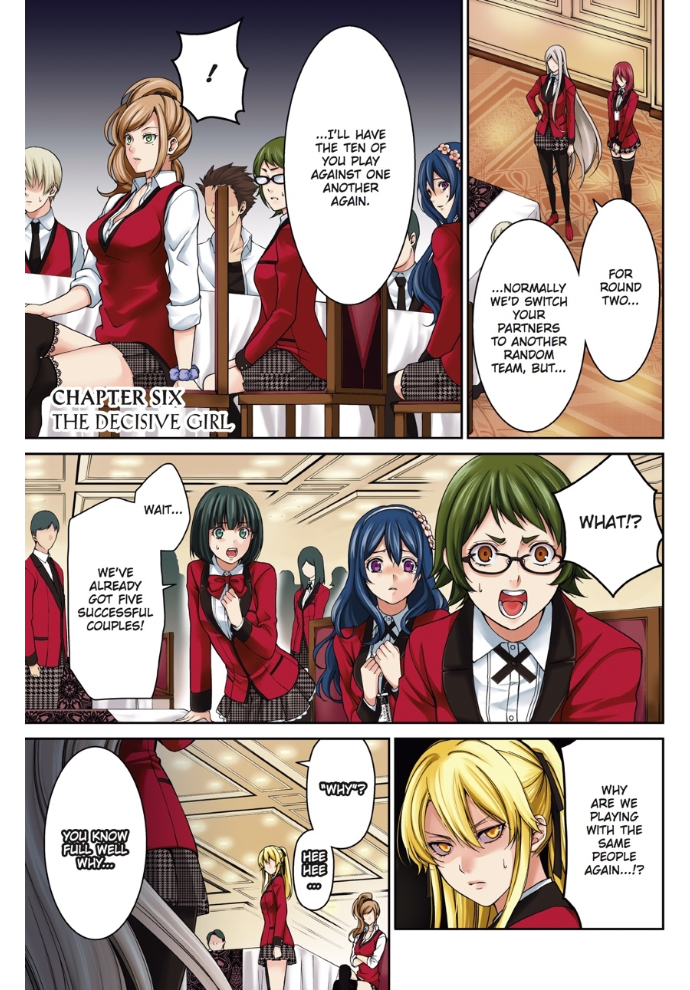 FOR
ROUND
TWO...
...NORMALLY
WE'D SWITCH
YOUR
PARTNERS
TO ANOTHER
RANDOM
TEAM, BUT...
...I'LL HAVE
THE TEN OF
YOU PLAY
AGAINST ONE
ANOTHER
AGAIN.
!
CHAPTER SIX
THE DECISIVE GIRL
WHAT!?
WAIT...
WE'VE
ALREADY
GOT FIVE
SUCCESSFUL
COUPLES!
WHY
ARE WE
PLAYING
WITH THE
SAME
PEOPLE
AGAIN...!?
"WHY"?
HEE
HEE
...
YOU KNOW
FULL WELL
WHY...